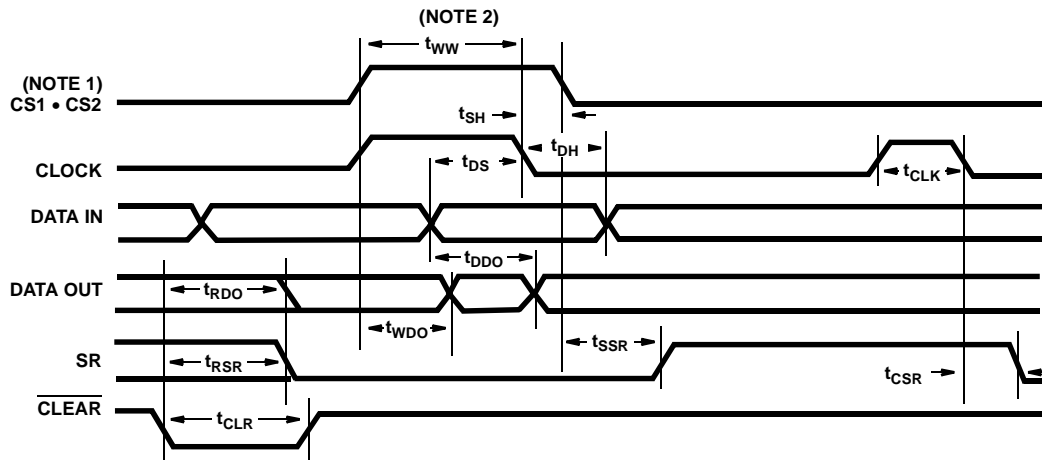 (NOTE 2)
tWW
(NOTE 1)
CS1 • CS2
tSH
tDH
CLOCK
tDS
tCLK
DATA IN
tDDO
DATA OUT
tRDO
tWDO
tSSR
SR
tRSR
tCSR
CLEAR
tCLR